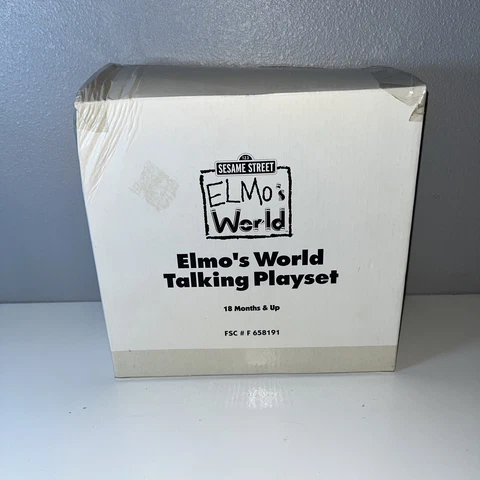 SESAME STREET
ELMO's
World
Elmo's World
Talking Playset
18 Months & Up
FSC # F 658191